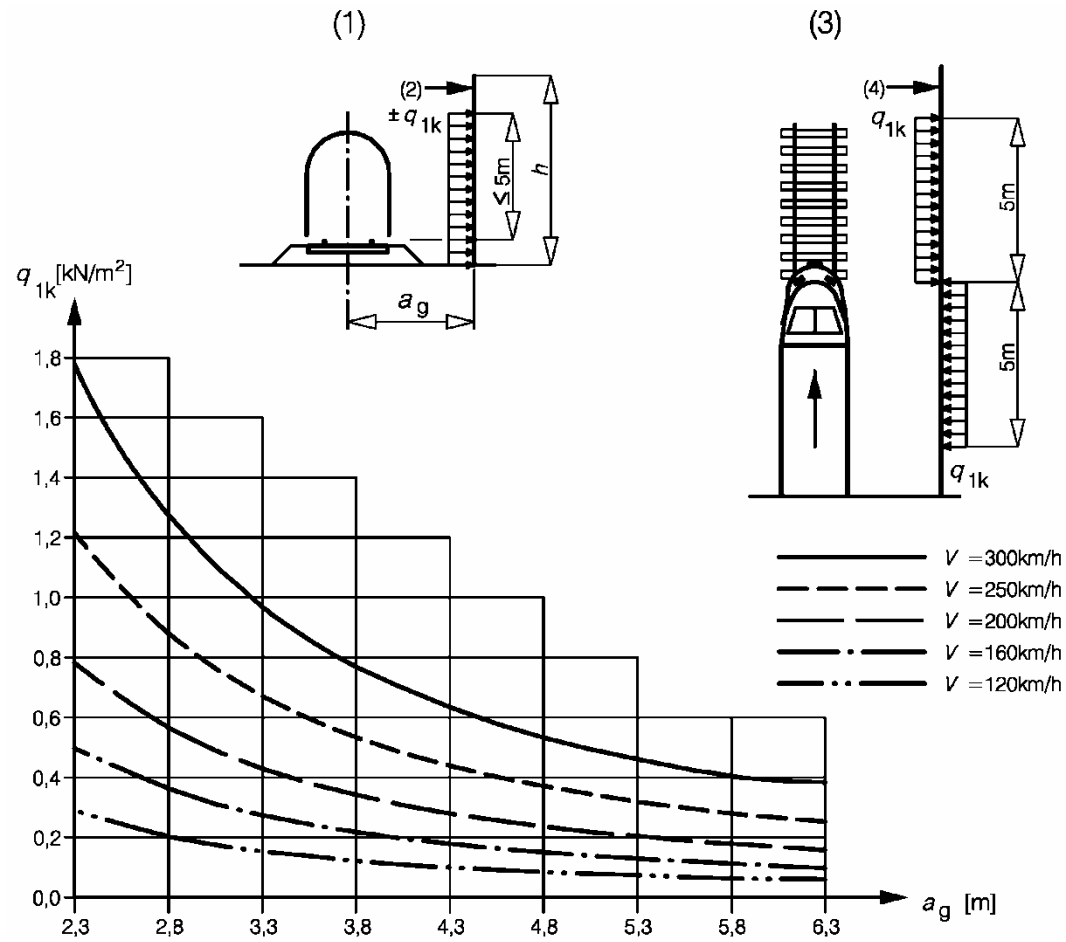 (1)
(3)
(2)
± q1k
≤ 5m
h
ag
(4)
q1k
5m
5m
q1k
q1k [kN/m²]
1,8
1,6
1,4
1,2
1,0
0,8
0,6
0,4
0,2
0,0
2,3 2,8 3,3 3,8 4,3 4,8 5,3 5,8 6,3
ag [m]
V = 300km/h
V = 250km/h
V = 200km/h
V = 160km/h
V = 120km/h